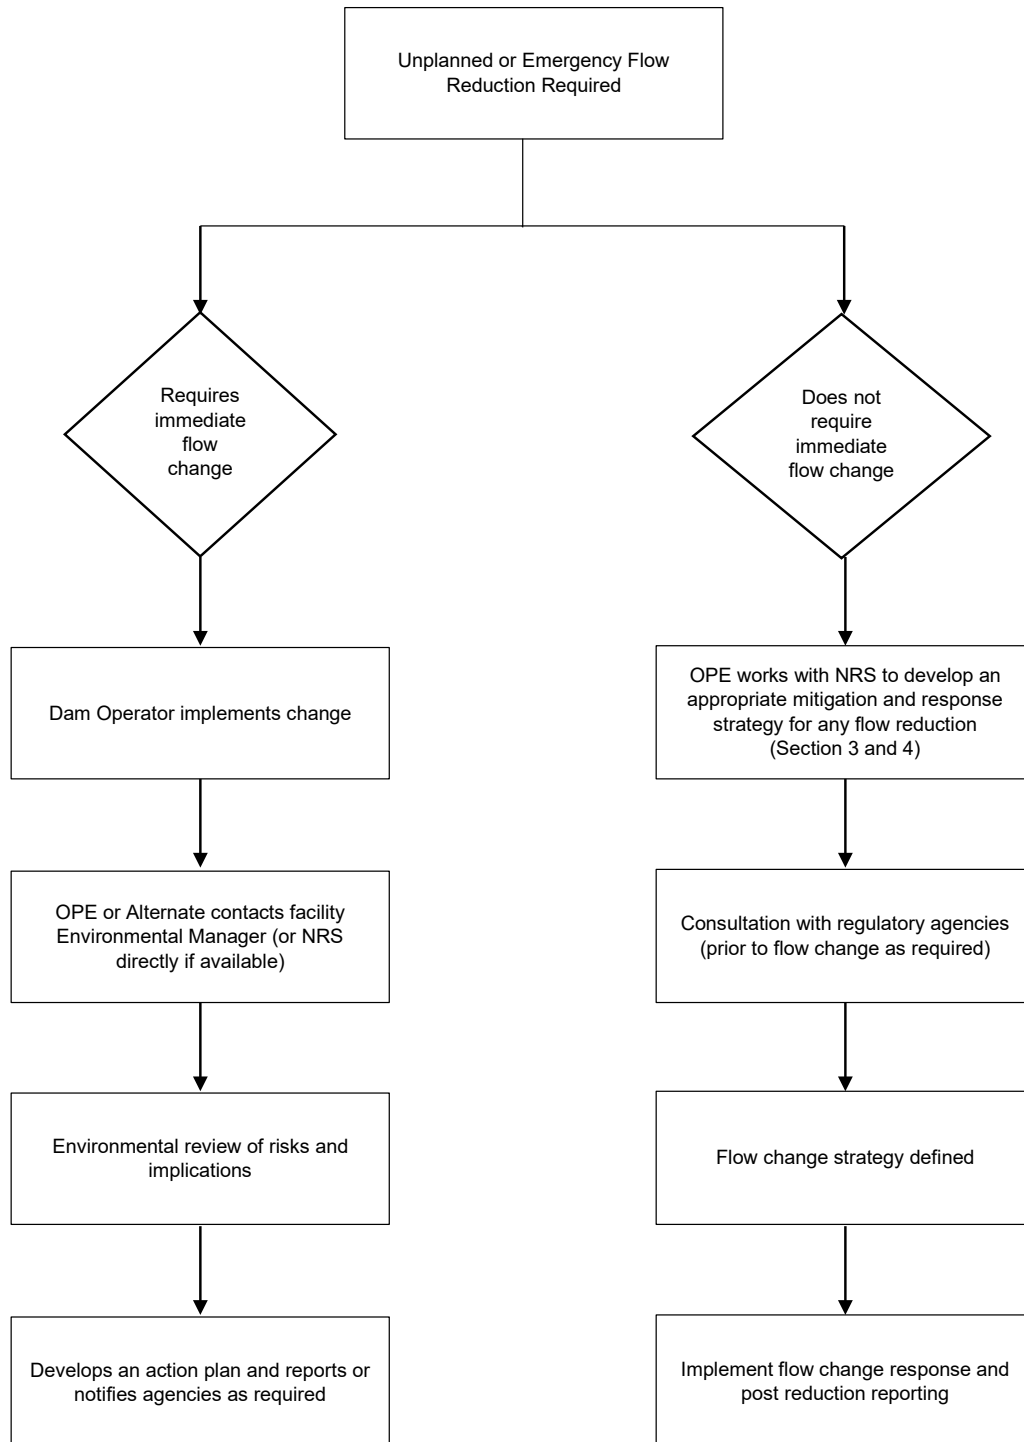 Unplanned or Emergency Flow
Reduction Required
Requires
immediate
flow
change
Does not
require
immediate
flow change
Dam Operator implements change
OPE works with NRS to develop an
appropriate mitigation and response
strategy for any flow reduction
(Section 3 and 4)
OPE or Alternate contacts facility
Environmental Manager (or NRS
directly if available)
Consultation with regulatory agencies
(prior to flow change as required)
Environmental review of risks and
implications
Flow change strategy defined
Develops an action plan and reports or
notifies agencies as required
Implement flow change response and
post reduction reporting